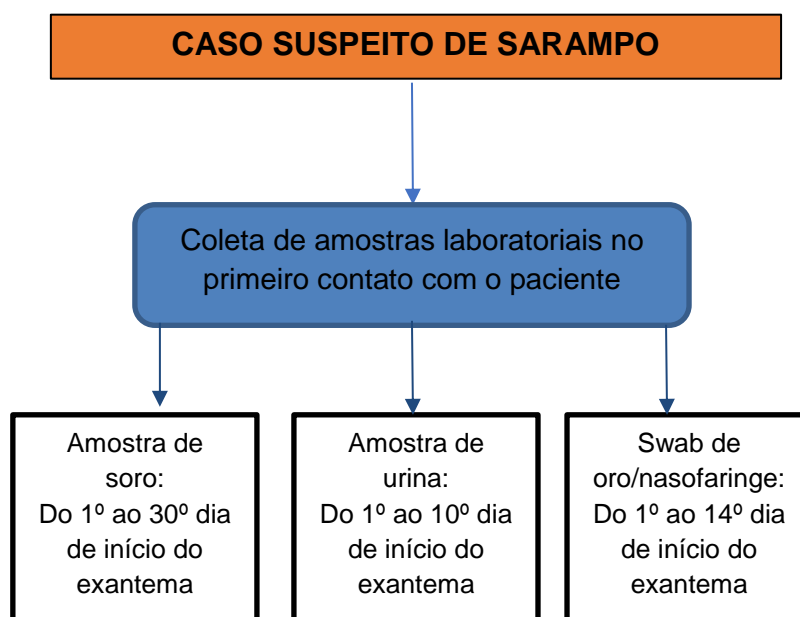 CASO SUSPEITO DE SARAMPO
Coleta de amostras laboratoriais no
primeiro contato com o paciente
Amostra de
soro:
Do 1º ao 30º dia
de início do
exantema
Amostra de
urina:
Do 1º ao 10º dia
de início do
exantema
Swab de
oro/nasofaringe:
Do 1º ao 14º dia
de início do
exantema